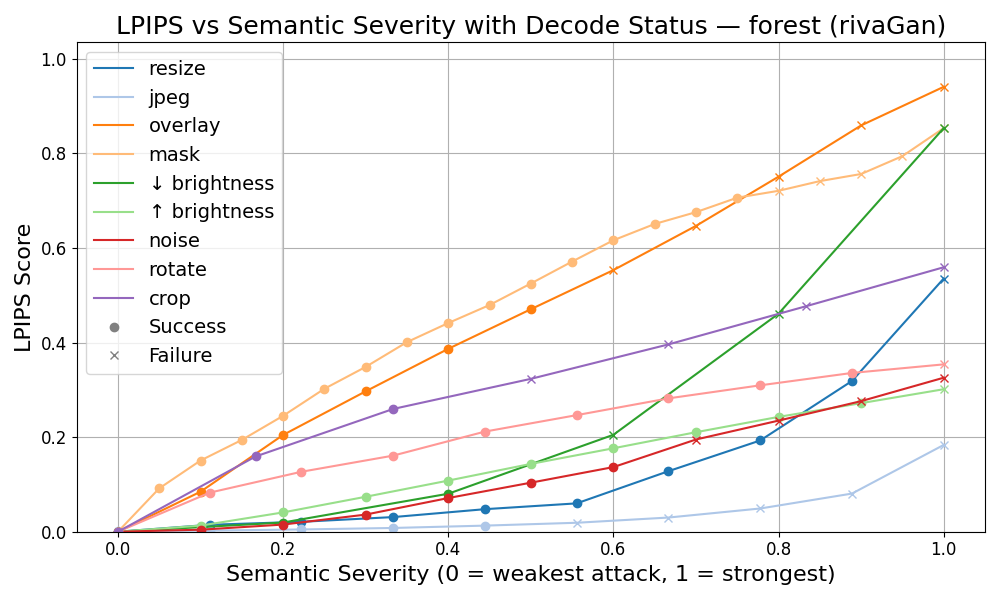 LPIPS vs Semantic Severity with Decode Status — forest (rivaGan)
LPIPS Score
1.0
0.8
0.6
0.4
0.2
0.0
resize
jpeg
overlay
mask
↓ brightness
↑ brightness
noise
rotate
crop
Success
Failure
0.0 0.2 0.4 0.6 0.8 1.0
Semantic Severity (0 = weakest attack, 1 = strongest)